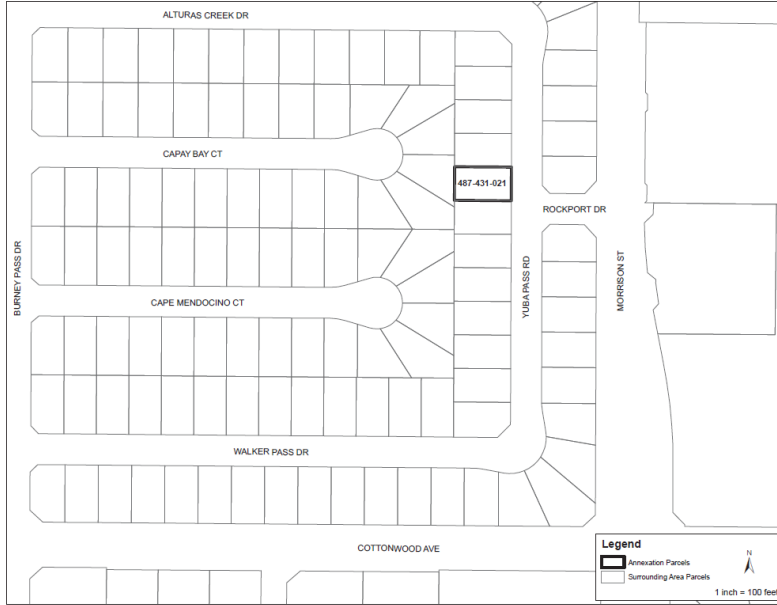 ALTURAS CREEK DR
CAPAY BAY CT
487-431-021
ROCKPORT DR
BURNEY PASS DR
YUBA PASS RD
MORRISON ST
CAPE MENDOCINO CT
WALKER PASS DR
COTTONWOOD AVE
Legend
Annexation Parcels
Surrounding Area Parcels
N
1 inch = 100 feet